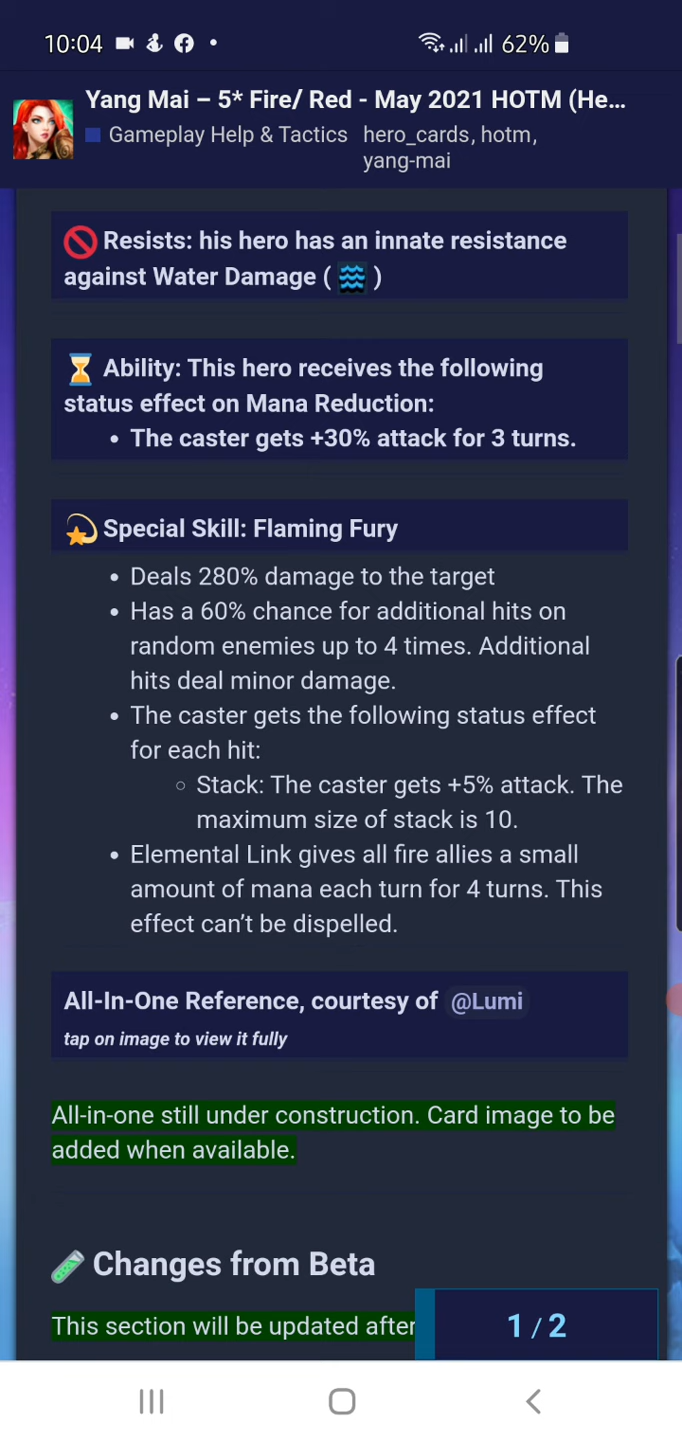 10:04
62%
Yang Mai – 5* Fire/ Red - May 2021 HOTM (He...
Gameplay Help & Tactics hero_cards, hotm,
yang-mai
Resists: his hero has an innate resistance
against Water Damage ( )
Ability: This hero receives the following
status effect on Mana Reduction:
• The caster gets +30% attack for 3 turns.
Special Skill: Flaming Fury
• Deals 280% damage to the target
• Has a 60% chance for additional hits on
random enemies up to 4 times. Additional
hits deal minor damage.
• The caster gets the following status effect
for each hit:
○ Stack: The caster gets +5% attack. The
maximum size of stack is 10.
• Elemental Link gives all fire allies a small
amount of mana each turn for 4 turns. This
effect can’t be dispelled.
All-In-One Reference, courtesy of @Lumi
tap on image to view it fully
All-in-one still under construction. Card image to be
added when available.
Changes from Beta
This section will be updated after
1 / 2